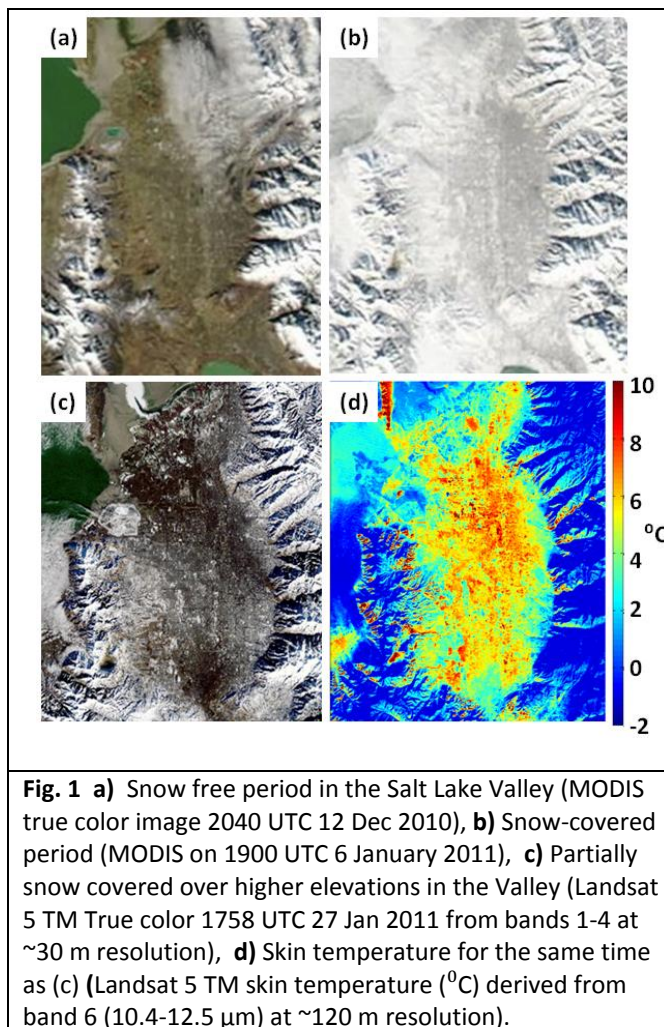 (a)
(b)
(c)
(d)
10
8
6
4
2
0
-2
⁰C
Fig. 1 a) Snow free period in the Salt Lake Valley (MODIS
true color image 2040 UTC 12 Dec 2010), b) Snow-covered
period (MODIS on 1900 UTC 6 January 2011), c) Partially
snow covered over higher elevations in the Valley (Landsat
5 TM True color 1758 UTC 27 Jan 2011 from bands 1-4 at
~30 m resolution), d) Skin temperature for the same time
as (c) (Landsat 5 TM skin temperature (⁰C) derived from
band 6 (10.4-12.5 µm) at ~120 m resolution).